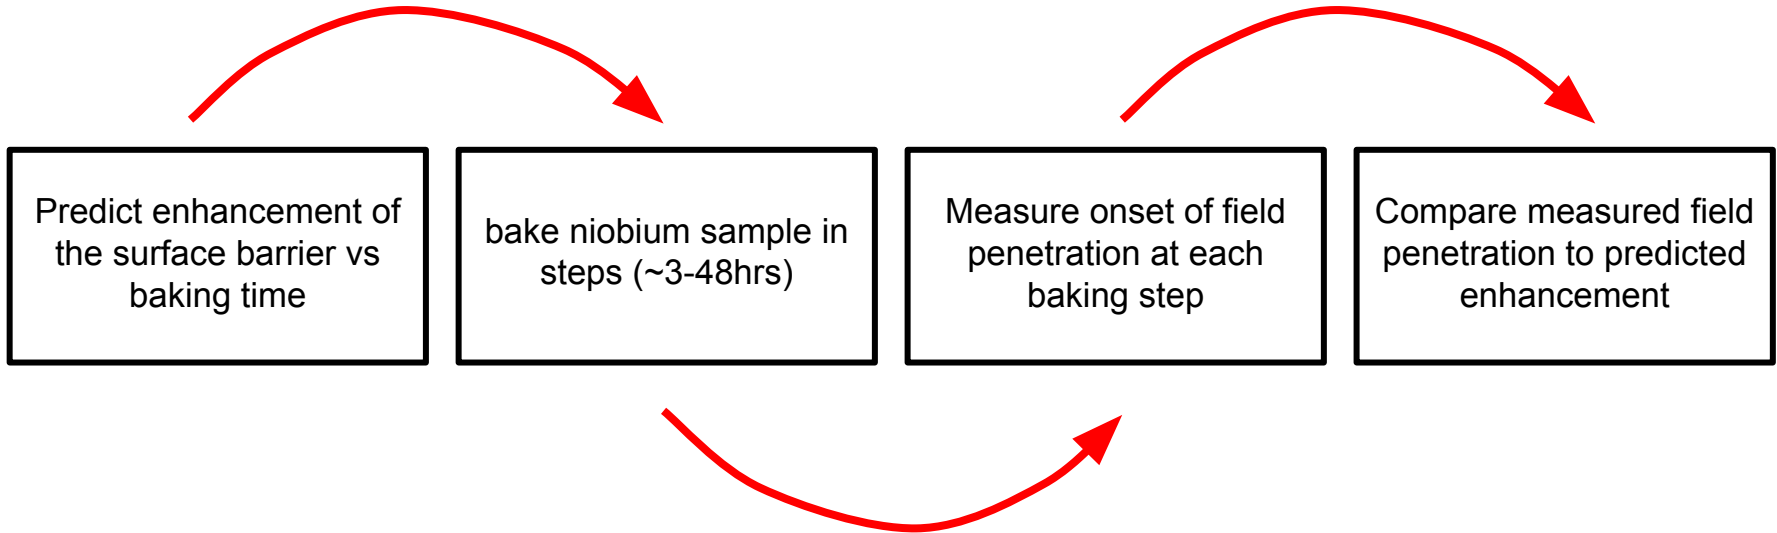 Predict enhancement of
the surface barrier vs
baking time
bake niobium sample in
steps (~3-48hrs)
Measure onset of field
penetration at each
baking step
Compare measured field
penetration to predicted
enhancement